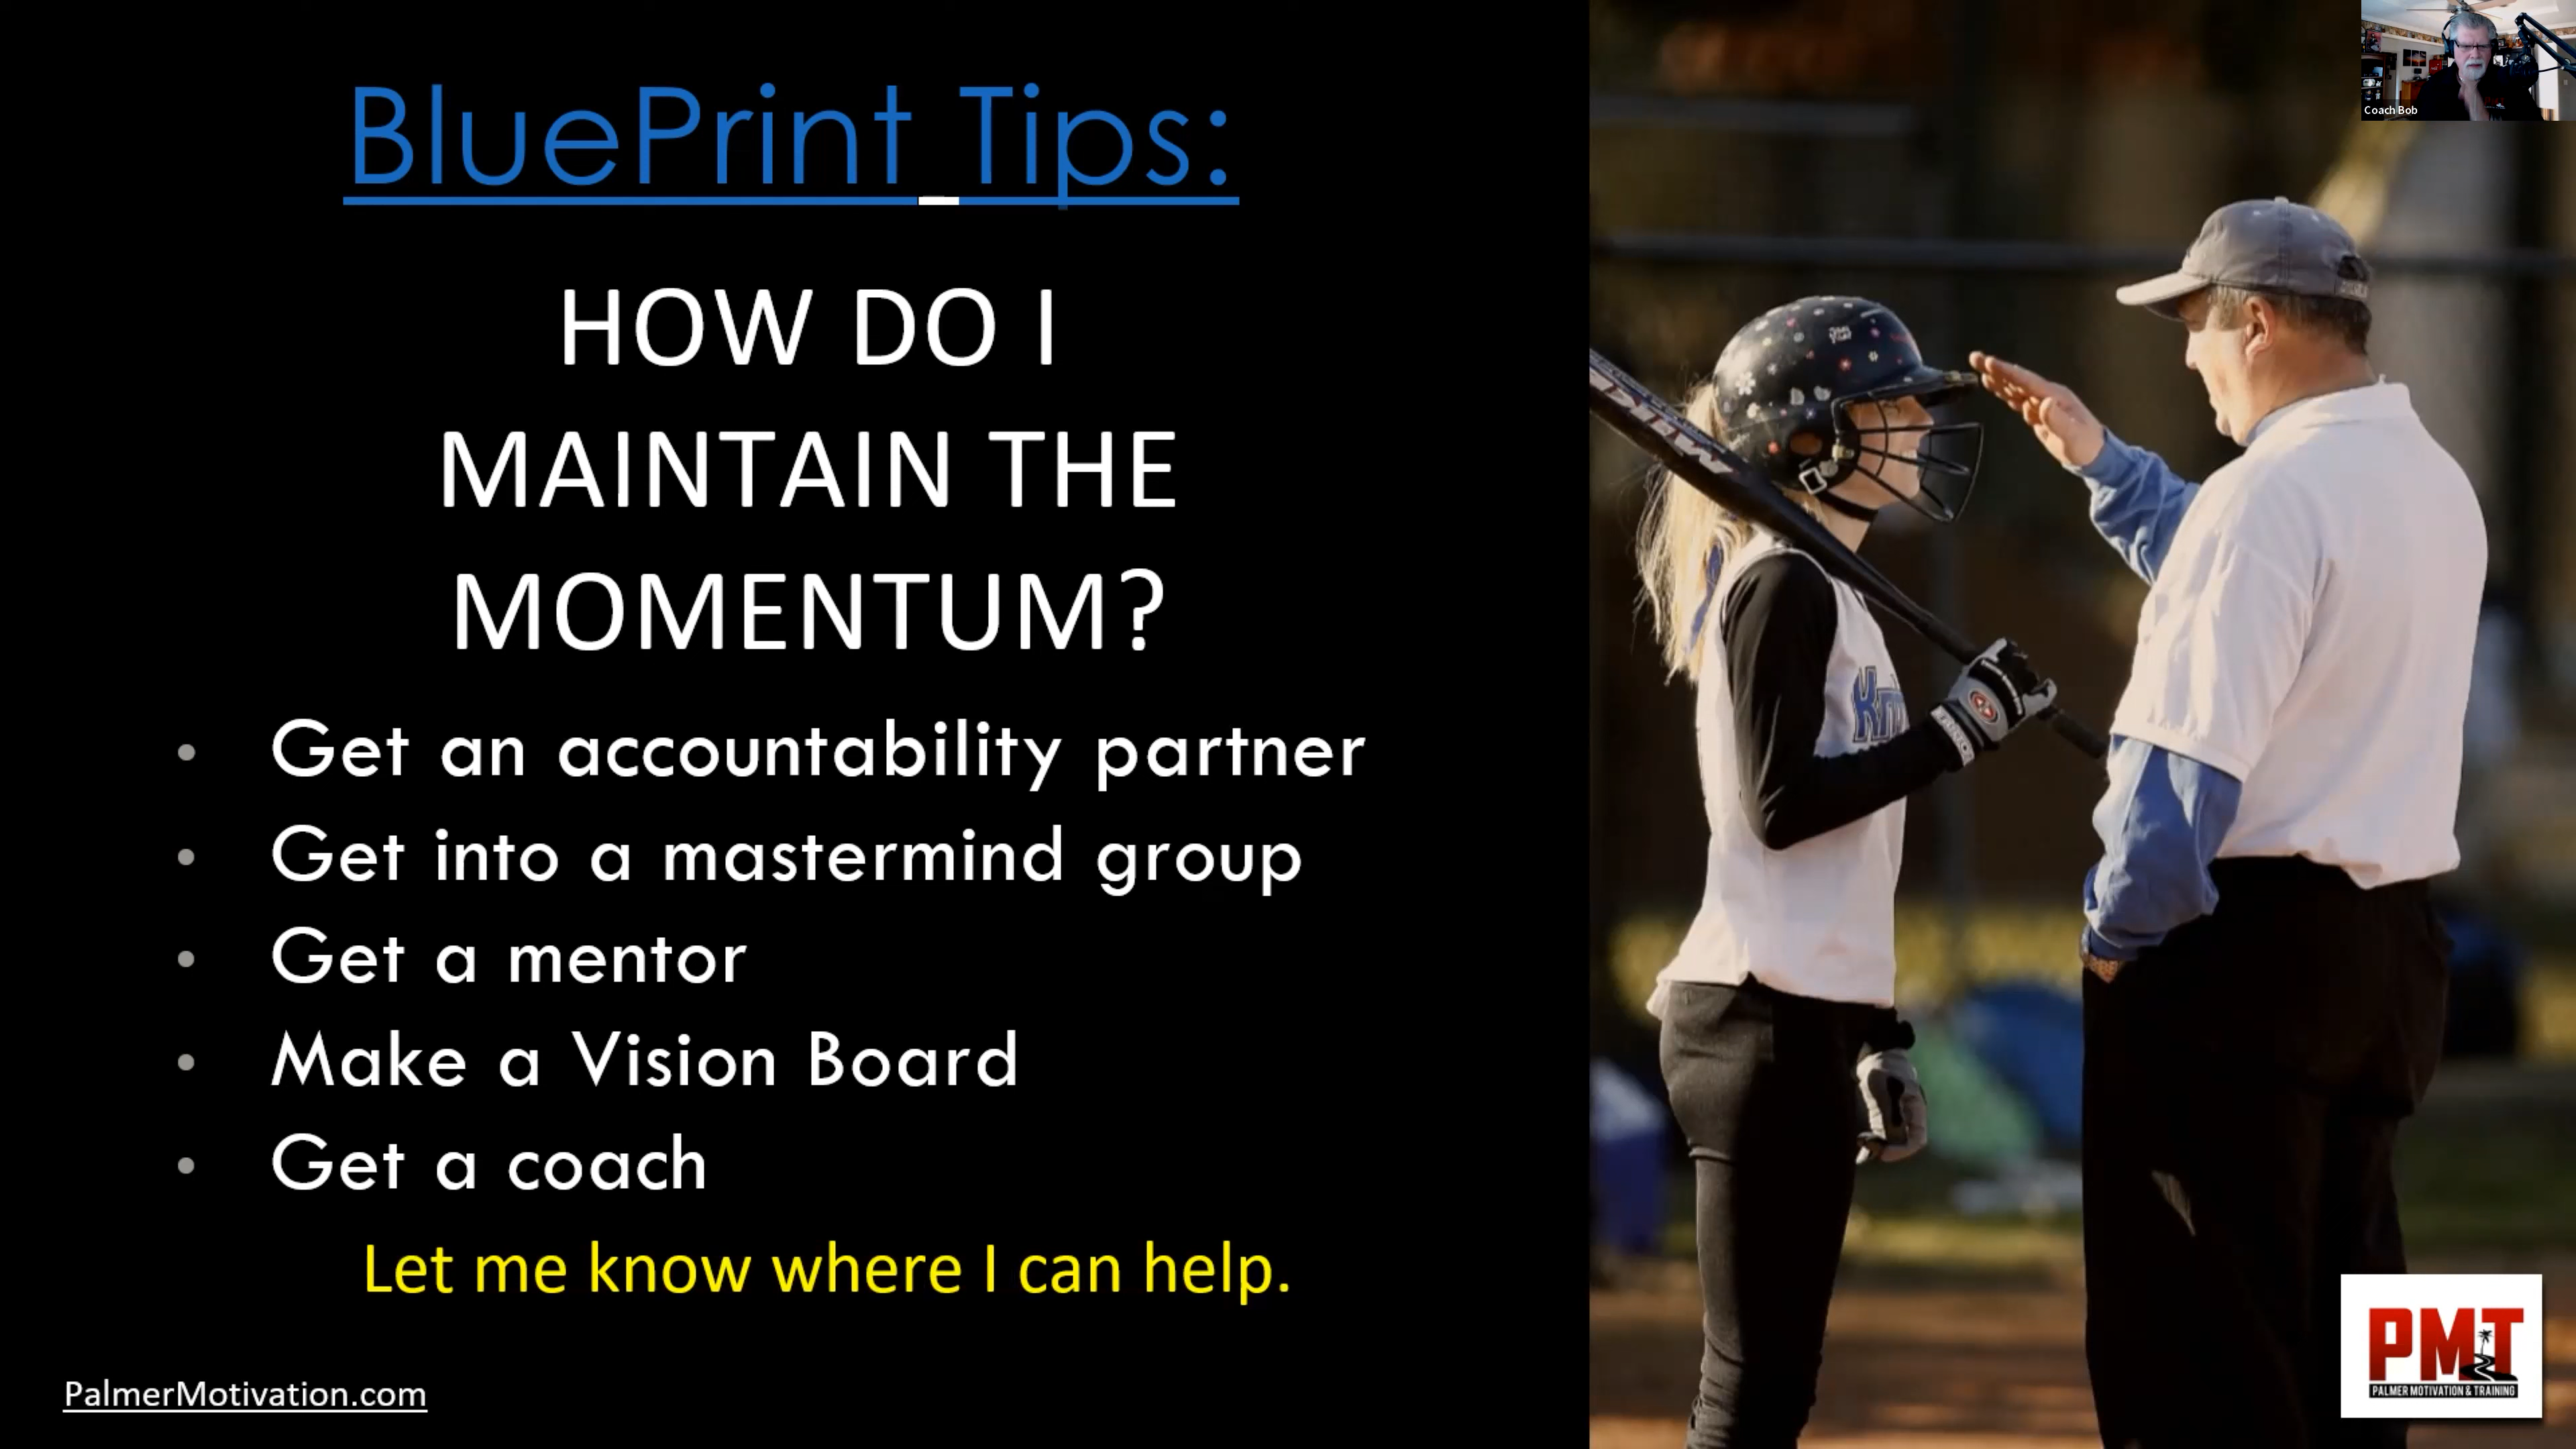 Coach Bob
BluePrint Tips:
HOW DO I
MAINTAIN THE
MOMENTUM?
• Get an accountability partner
• Get into a mastermind group
• Get a mentor
• Make a Vision Board
• Get a coach
Let me know where I can help.
PalmerMotivation.com
PMT
PALMER MOTIVATION & TRAINING